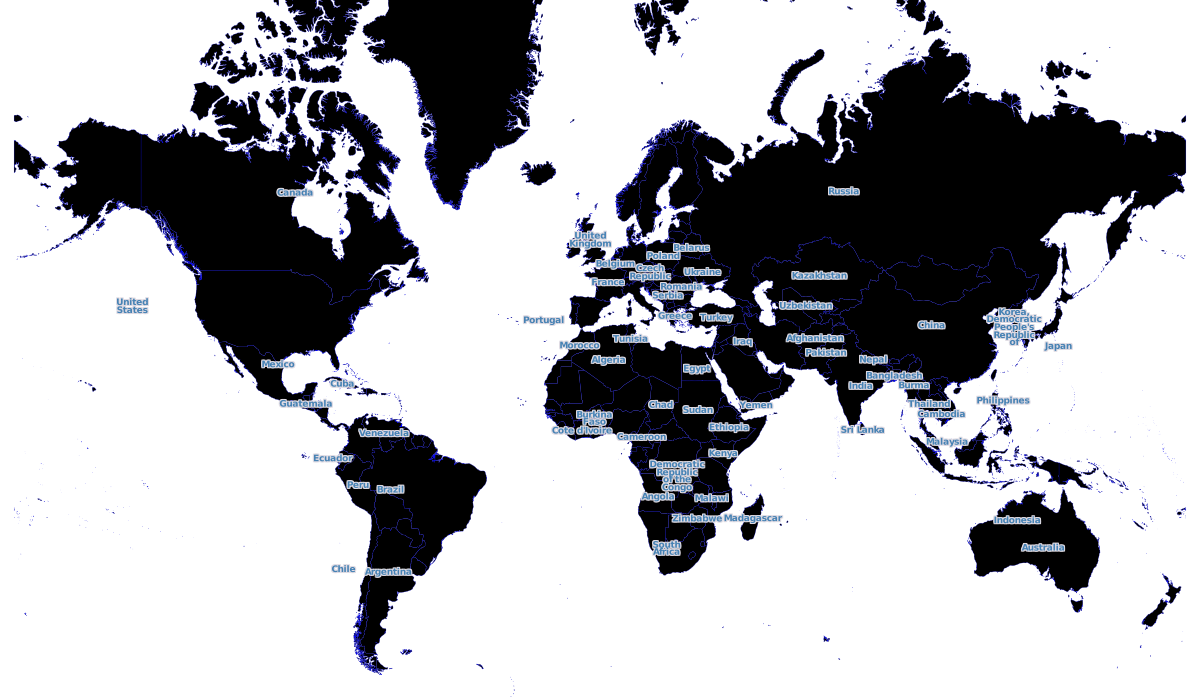 Canada
Russia
United
Kingdom
Belarus
Poland
Belgium
Czech
Republic
Ukraine
Kazakhstan
France
Romania
Serbia
United
States
Uzbekistan
Portugal
Greece
Turkey
Korea,
Democratic
People's
Republic
of
China
Tunisia
Afghanistan
Iraq
Morocco
Japan
Pakistan
Algeria
Nepal
Mexico
Egypt
Bangladesh
Cuba
India
Burma
Guatemala
Chad
Yemen
Thailand
Philippines
Sudan
Burkina
Faso
Cambodia
Cote d'Ivoire
Ethiopia
Sri Lanka
Venezuela
Cameroon
Malaysia
Kenya
Ecuador
Democratic
Republic
of the
Congo
Peru
Brazil
Angola
Malawi
Zimbabwe
Madagascar
Indonesia
South
Africa
Australia
Chile
Argentina